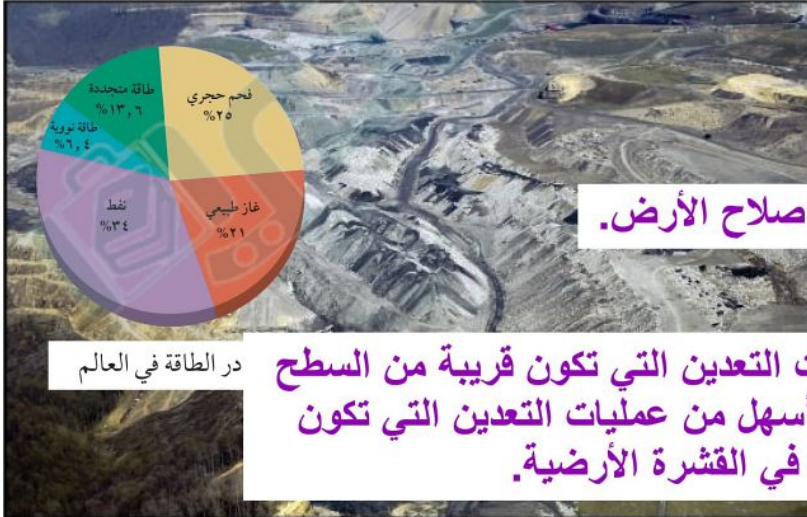 طاقة متجددة
%١٣,٦
فحم حجري
%٢٥
طاقة نووية
%٦,٤
نفط
%٣٤
غاز طبيعي
%٢١
صلاح الأرض.
در الطاقة في العالم
ت التعدين التي تكون قريبة من السطح
أسهل من عمليات التعدين التي تكون
في القشرة الأرضية.